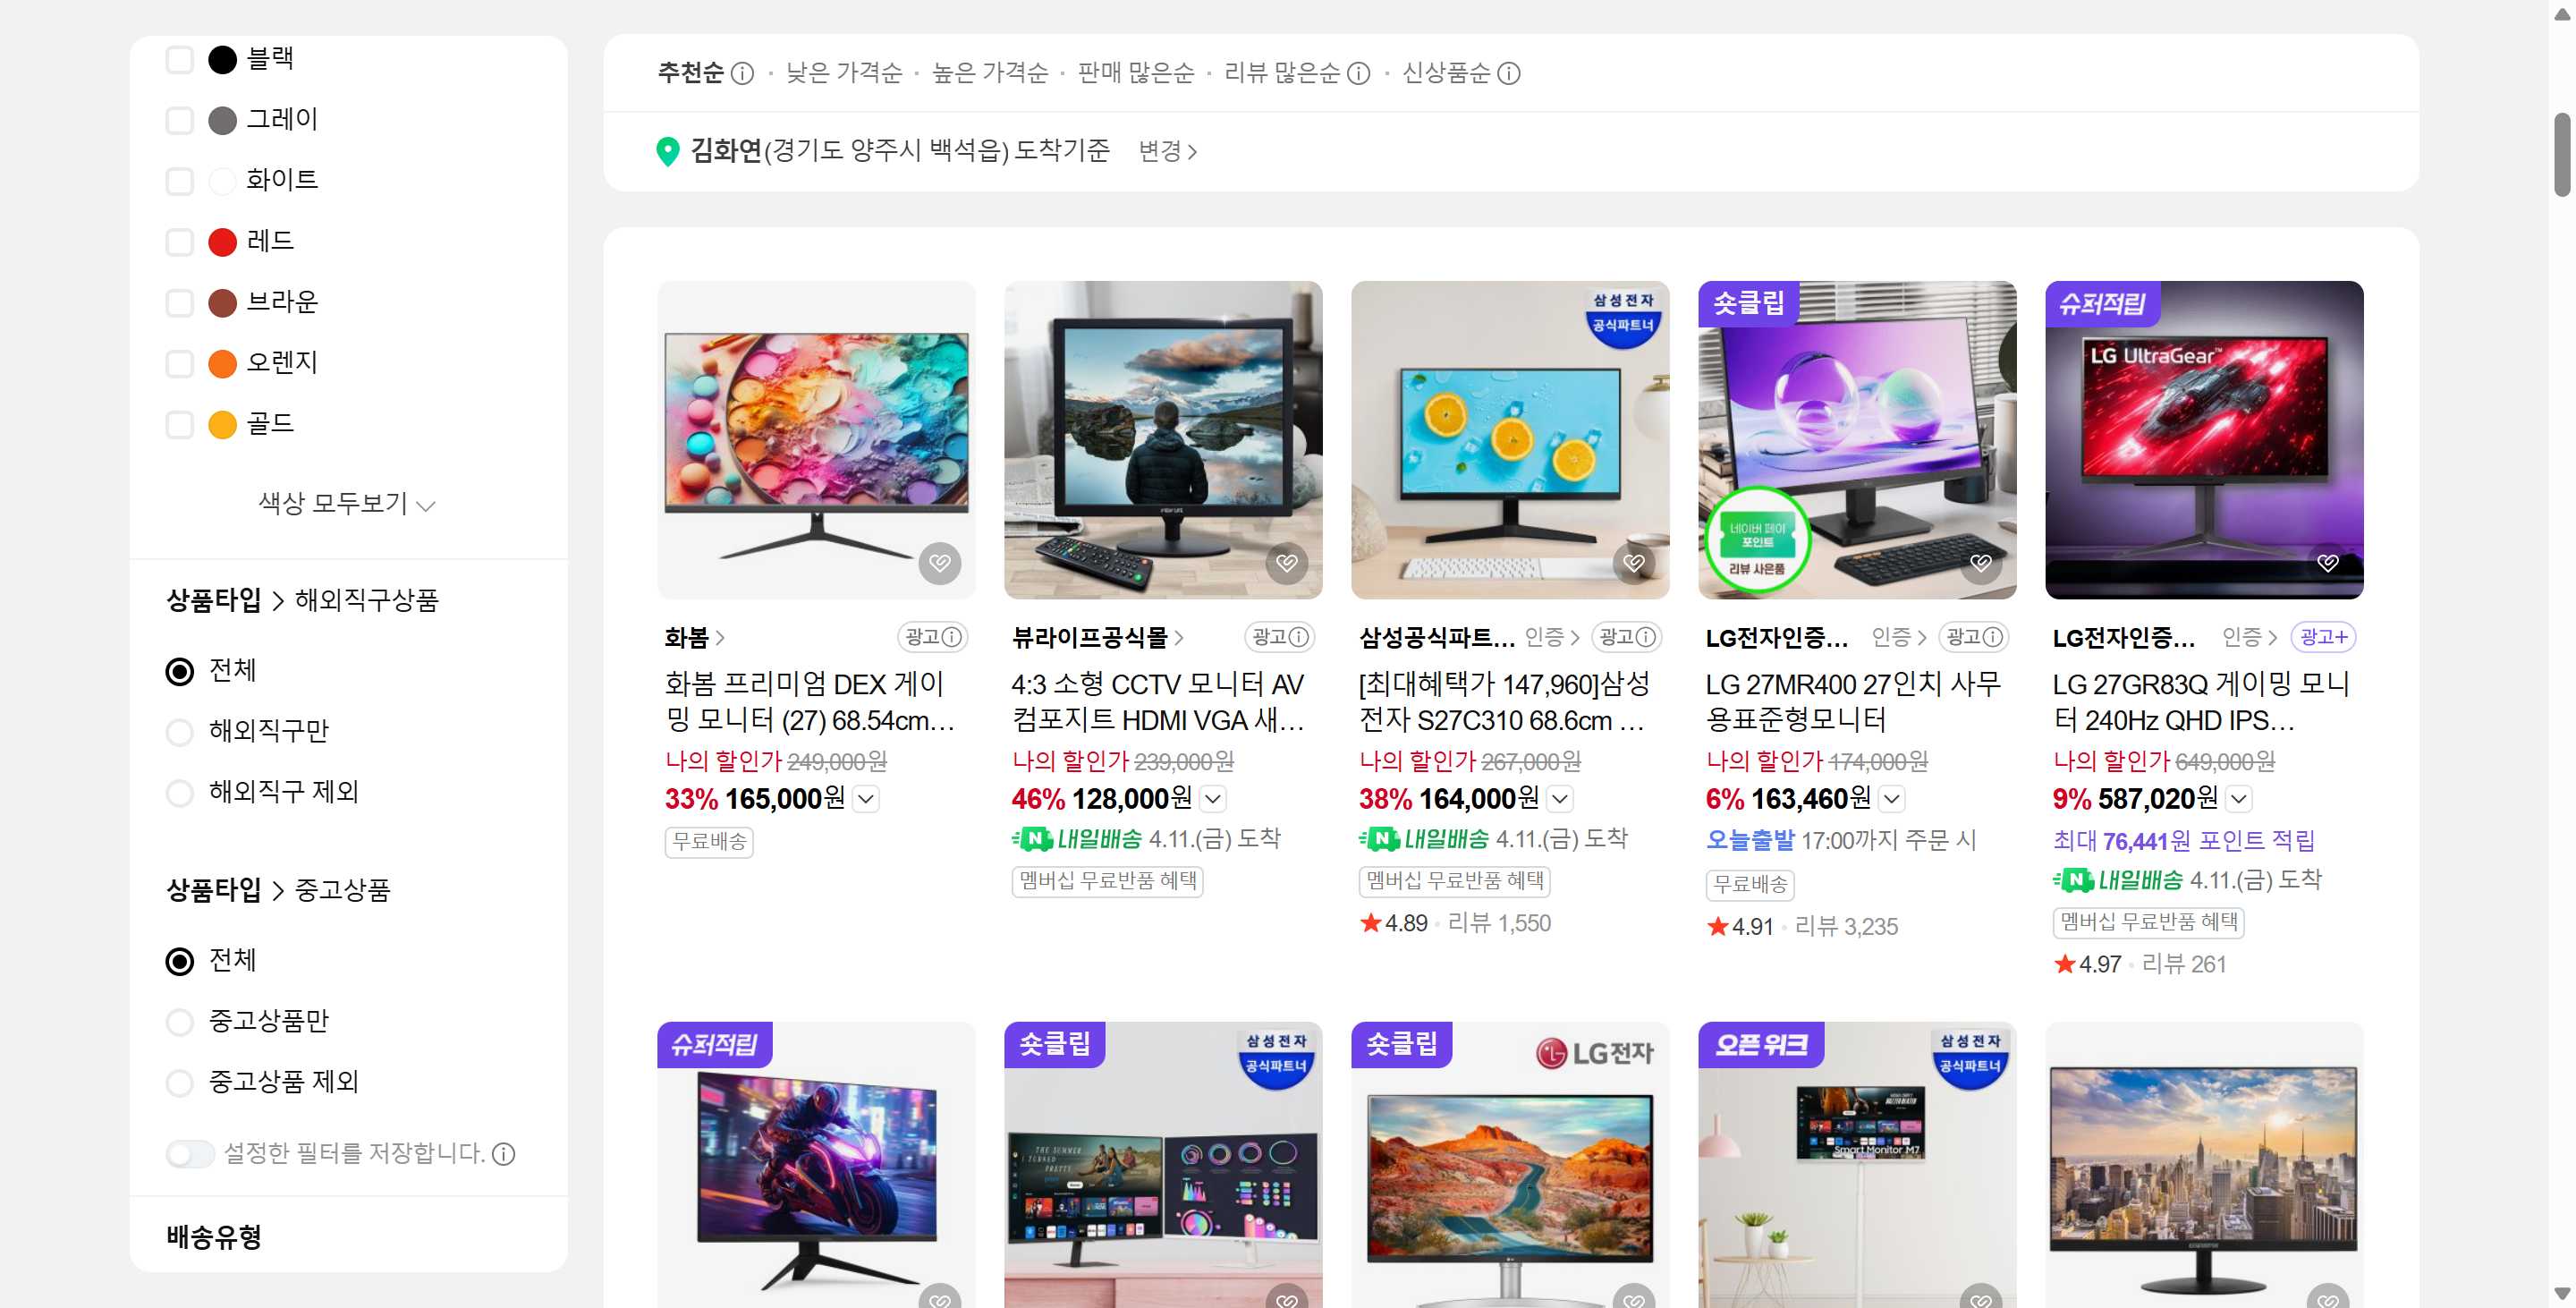 블랙
그레이
화이트
레드
브라운
오렌지
골드
색상 모두보기
상품타입 > 해외직구상품
전체
해외직구만
해외직구 제외
상품타입 > 중고상품
전체
중고상품만
중고상품 제외
설정한 필터를 저장합니다.
배송유형
추천순 · 낮은 가격순 · 높은 가격순 · 판매 많은순 · 리뷰 많은순 · 신상품순
김화연(경기도 양주시 백석읍) 도착기준 변경 >
화봄 > 광고
화봄 프리미엄 DEX 게이
밍 모니터 (27) 68.54cm...
나의 할인가 249,000원
33% 165,000원
무료배송
뷰라이프공식몰 > 광고
4:3 소형 CCTV 모니터 AV
컴포지트 HDMI VGA 새...
나의 할인가 239,000원
46% 128,000원
N 내일배송 4.11.(금) 도착
멤버십 무료반품 혜택
삼성전자
공식파트너
삼성공식파트... 인증 > 광고
[최대혜택가 147,960]삼성
전자 S27C310 68.6cm ...
나의 할인가 267,000원
38% 164,000원
N 내일배송 4.11.(금) 도착
멤버십 무료반품 혜택
4.89 · 리뷰 1,550
숏클립
네이버 페이
포인트
리뷰 사은품
LG전자인증... 인증 > 광고
LG 27MR400 27인치 사무
용표준형모니터
나의 할인가 174,000원
6% 163,460원
오늘출발 17:00까지 주문 시
무료배송
4.91 · 리뷰 3,235
슈퍼적립
LG UltraGear™
LG전자인증... 인증 > 광고+
LG 27GR83Q 게이밍 모니
터 240Hz QHD IPS...
나의 할인가 649,000원
9% 587,020원
최대 76,441원 포인트 적립
N 내일배송 4.11.(금) 도착
멤버십 무료반품 혜택
4.97 · 리뷰 261
슈퍼적립
숏클립
삼성전자
공식파트너
THE SUMMER
I TURNED
PRETTY
숏클립
LG전자
오픈 위크
삼성전자
공식파트너
Smart Monitor M7